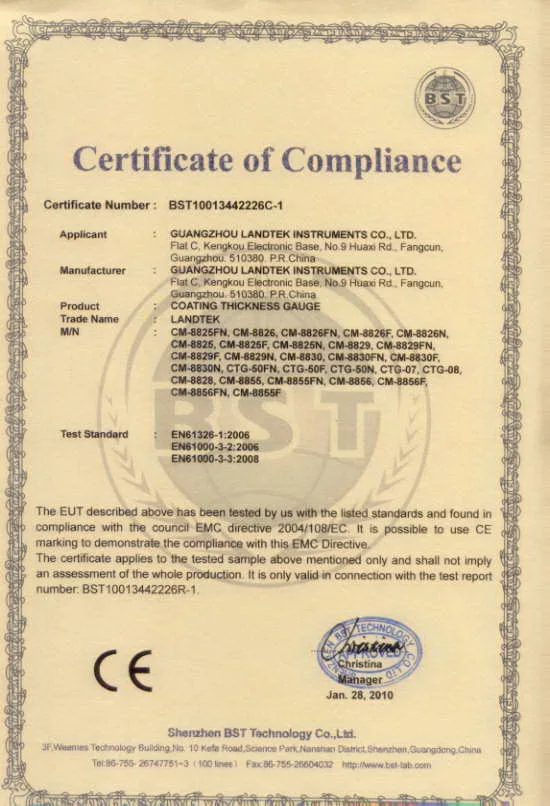 BST
Certificate of Compliance
Certificate Number : BST10013442226C-1
Applicant : GUANGZHOU LANDTEK INSTRUMENTS CO., LTD.
Flat C, Kengkou Electronic Base, No.9 Huaxi Rd., Fangcun,
Guangzhou. 510380. P.R.China
Manufacturer : GUANGZHOU LANDTEK INSTRUMENTS CO., LTD.
Flat C, Kengkou Electronic Base, No.9 Huaxi Rd., Fangcun,
Guangzhou. 510380. P.R.China
Product : COATING THICKNESS GAUGE
Trade Name : LANDTEK
M/N : CM-8825FN, CM-8826, CM-8826FN, CM-8826F, CM-8826N,
CM-8825, CM-8825F, CM-8825N, CM-8829, CM-8829FN,
CM-8829F, CM-8829N, CM-8830, CM-8830FN, CM-8830F,
CM-8830N, CTG-50FN, CTG-50F, CTG-50N, CTG-07, CTG-08,
CM-8828, CM-8855, CM-8855FN, CM-8856, CM-8856F,
CM-8856FN, CM-8855F
BST
Test Standard : EN61326-1:2006
EN61000-3-2:2006
EN61000-3-3:2008
The EUT described above has been tested by us with the listed standards and found in
compliance with the council EMC directive 2004/108/EC. It is possible to use CE
marking to demonstrate the compliance with this EMC Directive.
The certificate applies to the tested sample above mentioned only and shall not imply
an assessment of the whole production. It is only valid in connection with the test report
number: BST10013442226R-1.
CE
SHENZHEN BST TECHNOLOGY CO.,LTD
APPROVED
Christina
Christina
Manager
Jan. 28, 2010
Shenzhen BST Technology Co.,Ltd.
3F,Weames Technology Building,No. 10 Kefa Road,Science Park,Nanshan District,Shenzhen,Guangdong,China
Tel:86-755- 26747751~3 (100 lines) Fax:86-755-26604032 http://www.bst-lab.com